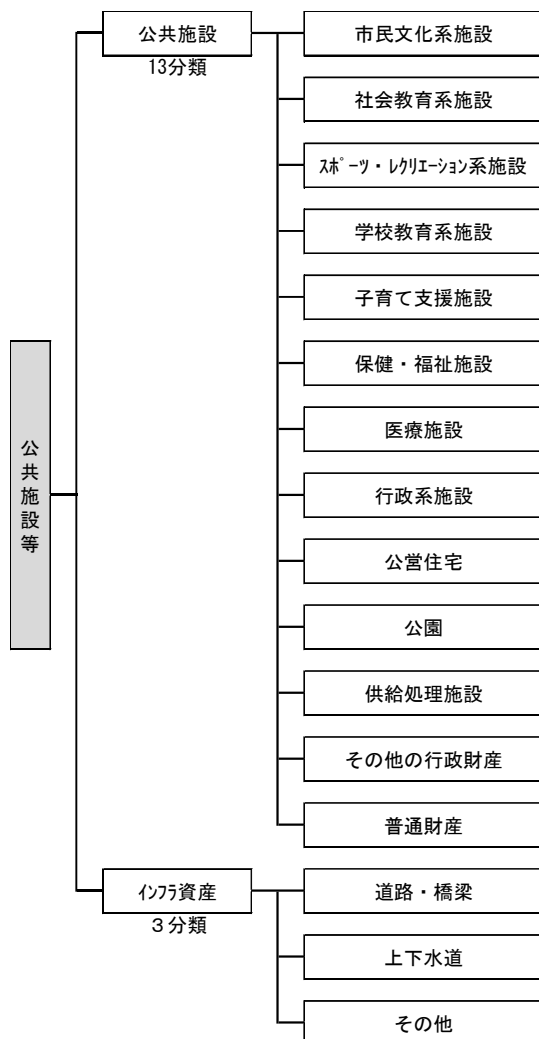 公共施設等
公共施設
13分類
市民文化系施設
社会教育系施設
ｽﾎﾟｰﾂ・ﾚｸﾘｴｰｼｮﾝ系施設
学校教育系施設
子育て支援施設
保健・福祉施設
医療施設
行政系施設
公営住宅
公園
供給処理施設
その他の行政財産
普通財産
ｲﾝﾌﾗ資産
３分類
道路・橋梁
上下水道
その他